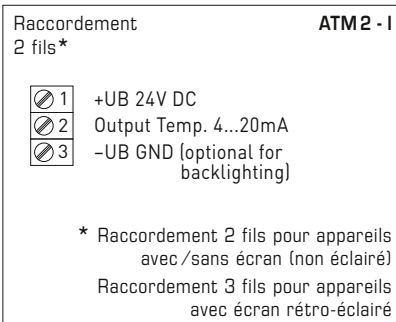 Raccordement ATM 2 - I
2 fils*
1 +UB 24V DC
2 Output Temp. 4...20mA
3 –UB GND (optional for
backlighting)
* Raccordement 2 fils pour appareils
avec /sans écran (non éclairé)
Raccordement 3 fils pour appareils
avec écran rétro-éclairé